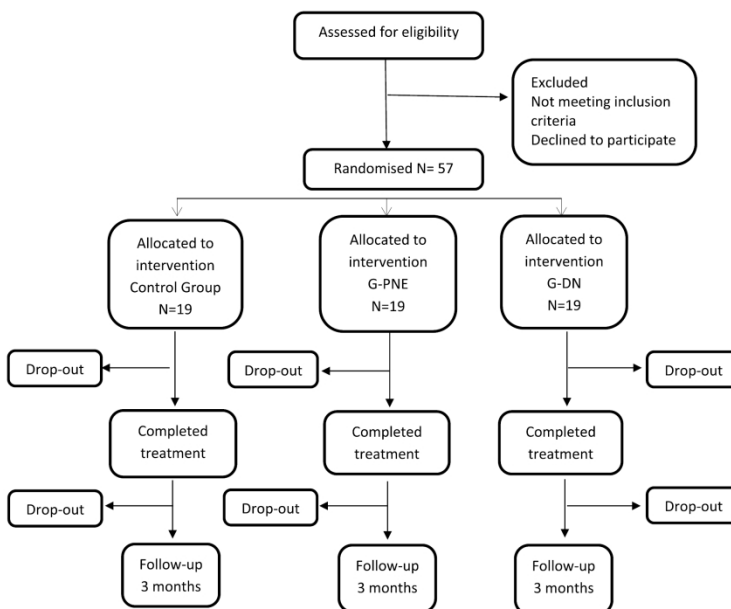 Assessed for eligibility
Excluded
Not meeting inclusion
criteria
Declined to participate
Randomised N= 57
Allocated to
intervention
Control Group
N=19
Allocated to
intervention
G-PNE
N=19
Allocated to
intervention
G-DN
N=19
Drop-out
Drop-out
Drop-out
Completed
treatment
Completed
treatment
Completed
treatment
Drop-out
Drop-out
Drop-out
Follow-up
3 months
Follow-up
3 months
Follow-up
3 months